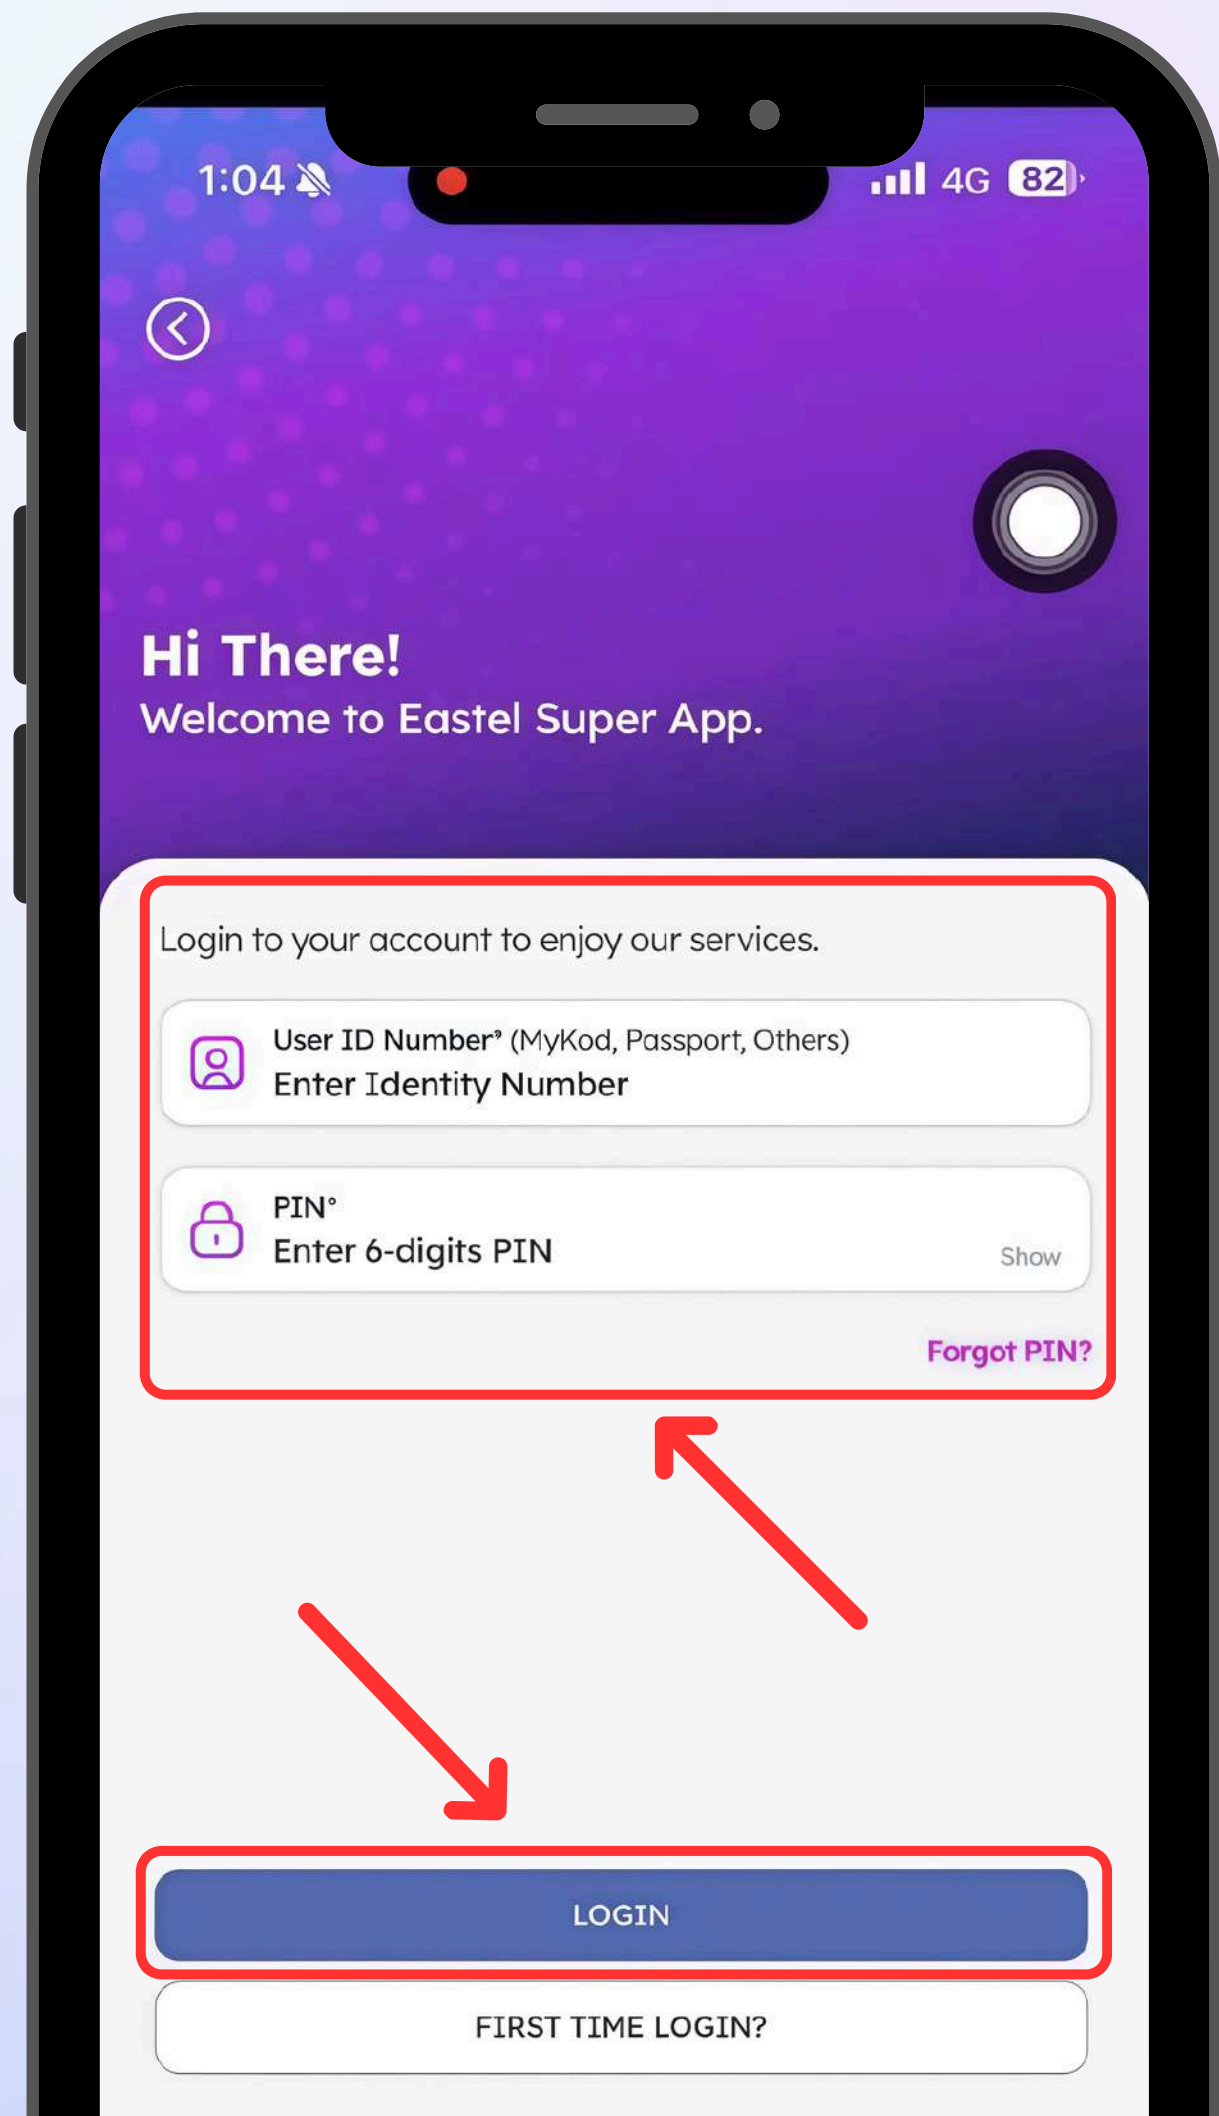 1:04
4G 82
Hi There!
Welcome to Eastel Super App.
Login to your account to enjoy our services.
User ID Number* (MyKad, Passport, Others)
Enter Identity Number
PIN*
Enter 6-digits PIN
Show
Forgot PIN?
LOGIN
FIRST TIME LOGIN?